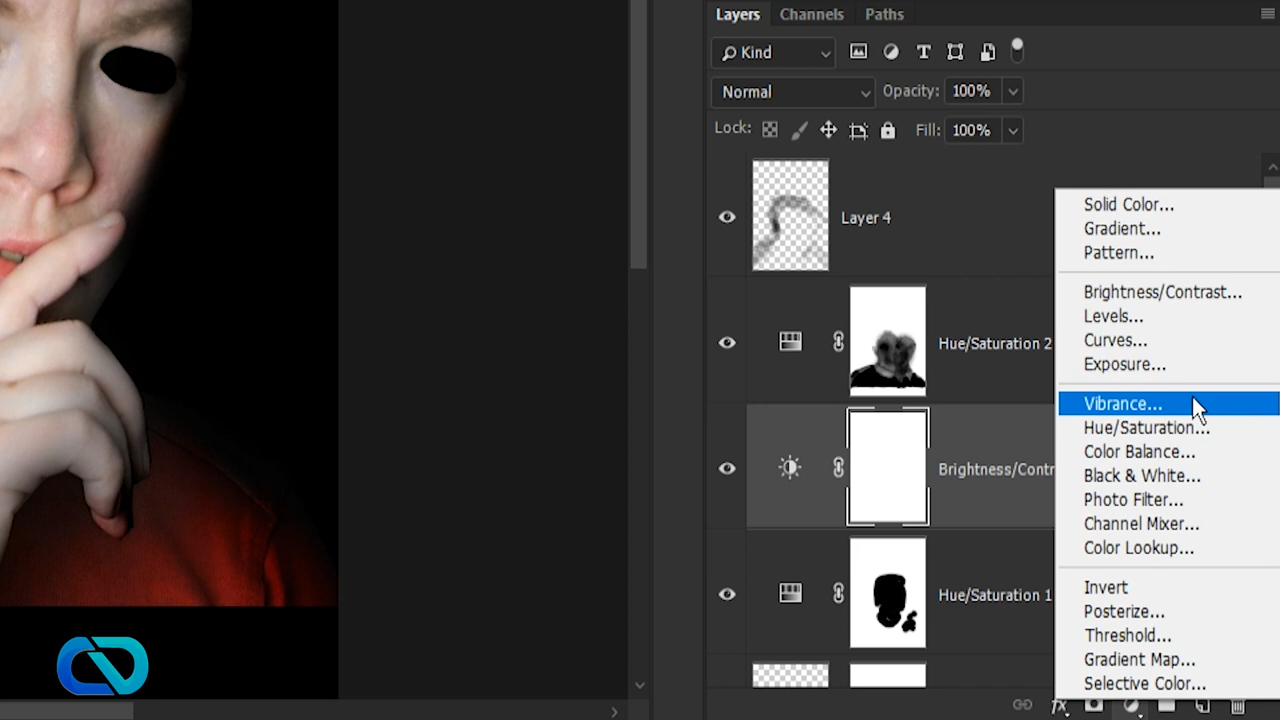 Layers Channels Paths
Kind
Normal Opacity: 100%
Lock: Fill: 100%
Layer 4
Hue/Saturation 2
Brightness/Contr
Hue/Saturation 1
Solid Color...
Gradient...
Pattern...
Brightness/Contrast...
Levels...
Curves...
Exposure...
Vibrance...
Hue/Saturation...
Color Balance...
Black & White...
Photo Filter...
Channel Mixer...
Color Lookup...
Invert
Posterize...
Threshold...
Gradient Map...
Selective Color...
fx